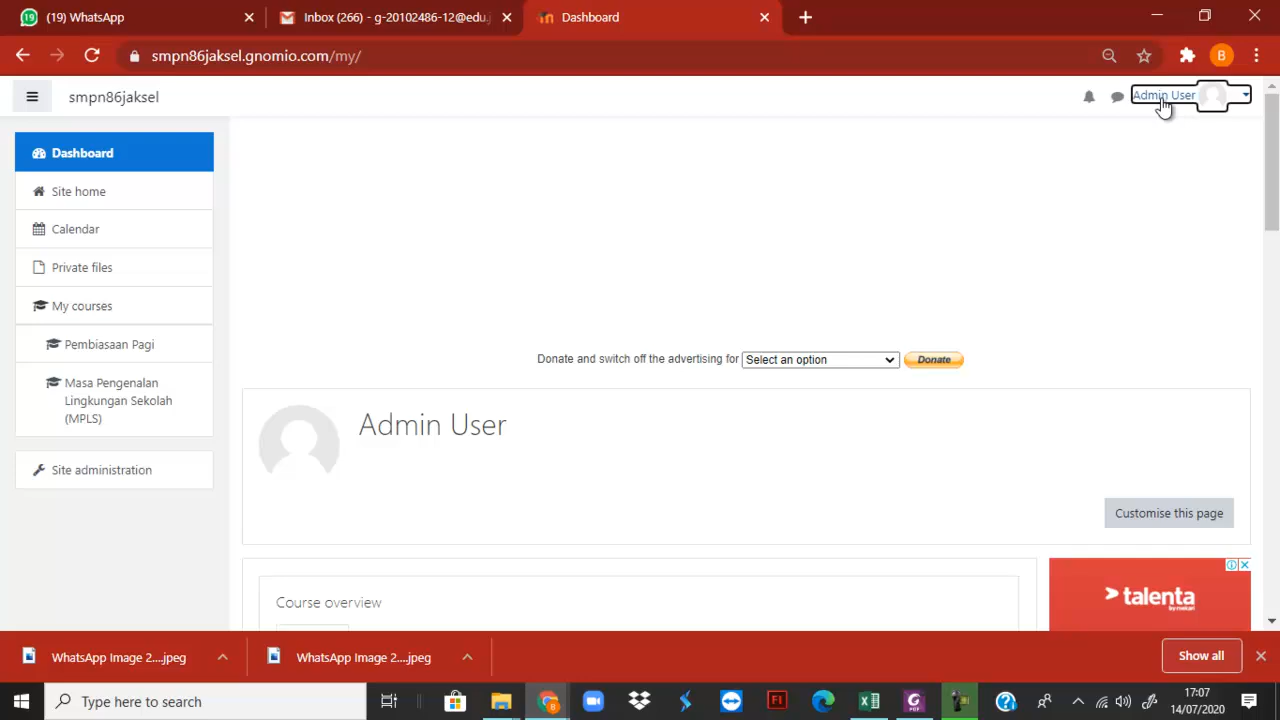 (19) WhatsApp
Inbox (266) - g-20102486-12@edu.j
Dashboard
smpn86jaksel.gnomio.com/my/
B
smpn86jaksel
Admin User
Dashboard
Site home
Calendar
Private files
My courses
Pembiasaan Pagi
Masa Pengenalan
Lingkungan Sekolah
(MPLS)
Site administration
Donate and switch off the advertising for Select an option Donate
Admin User
Customise this page
Course overview
talenta
by mekari
WhatsApp Image 2....jpeg
WhatsApp Image 2....jpeg
Show all
Type here to search
17:07
14/07/2020